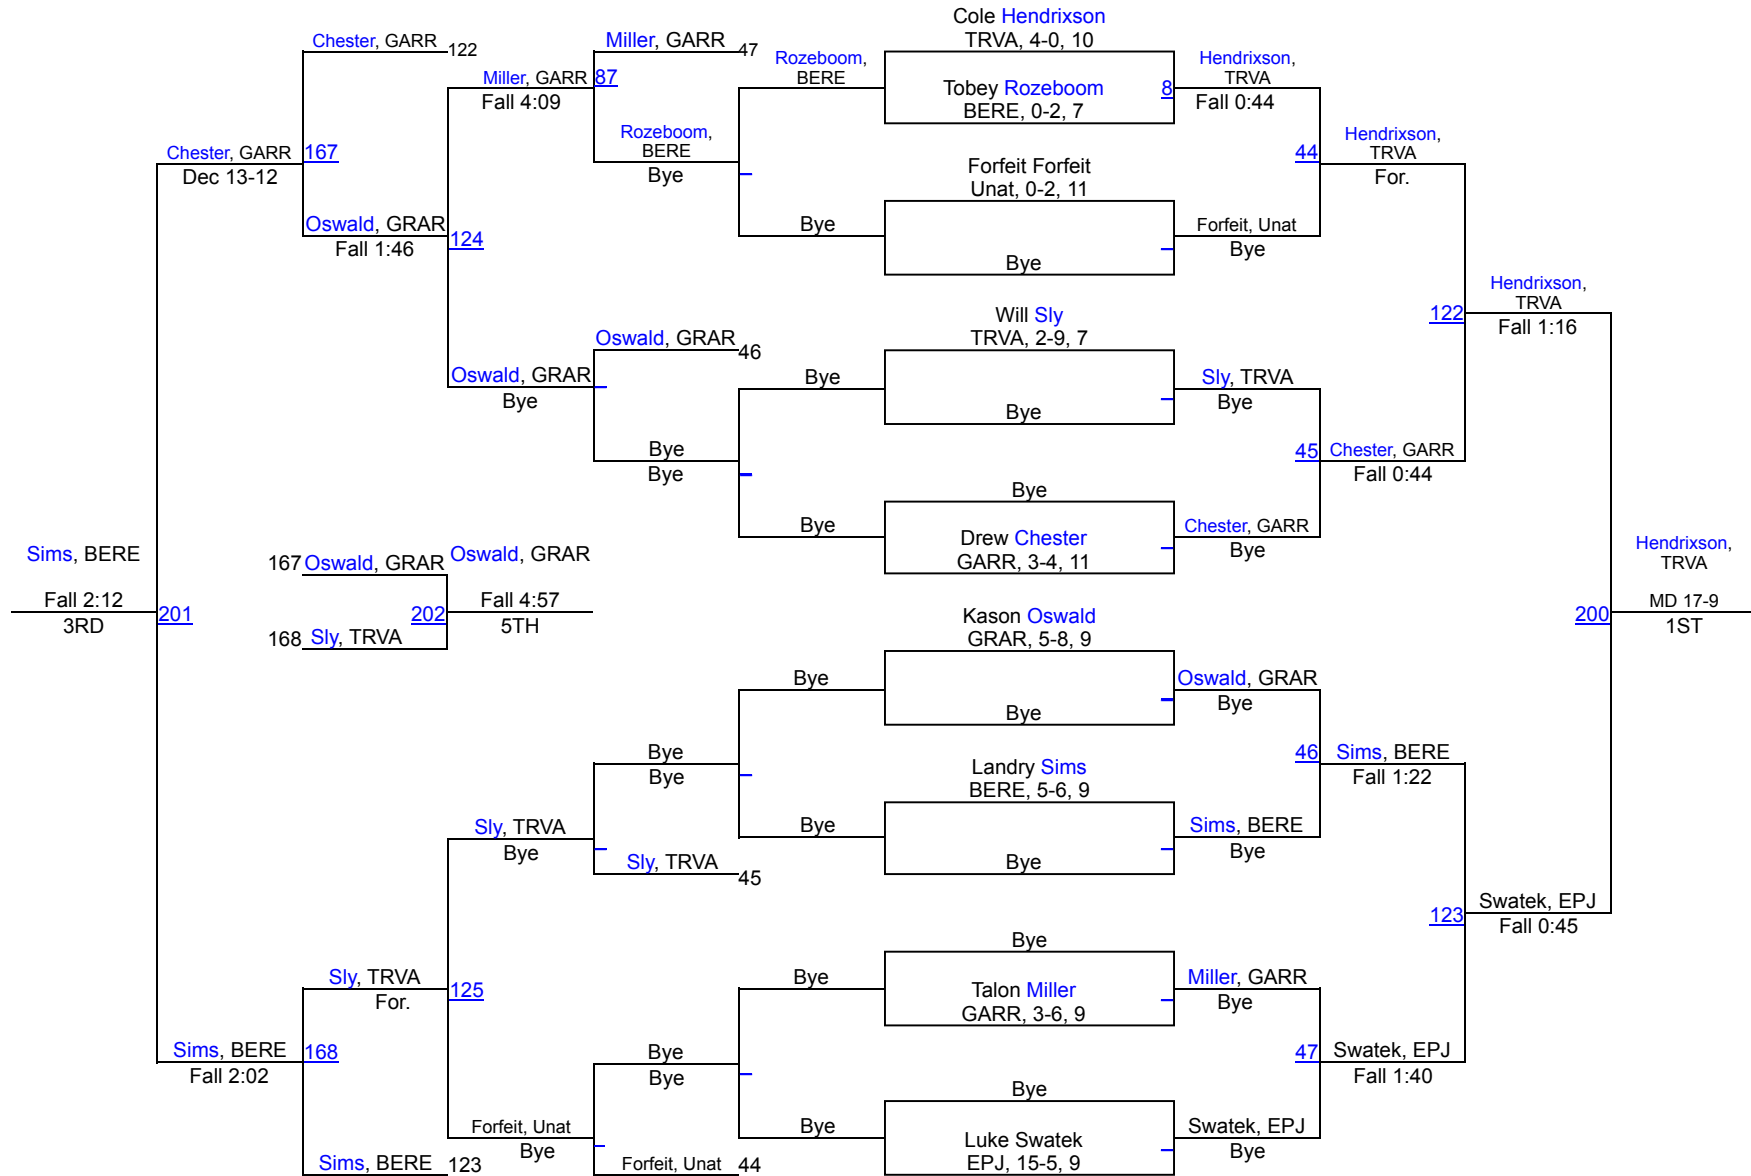 Cole Hendrixson
TRVA, 4-0, 10
Chester, GARR 122
Miller, GARR 47
Rozeboom,
BERE
Hendrixson,
TRVA
Miller, GARR 87
Fall 4:09
Tobey Rozeboom 8
BERE, 0-2, 7
Fall 0:44
Rozeboom,
BERE
Bye
Hendrixson,
TRVA
44
For.
Chester, GARR 167
Dec 13-12
Forfeit Forfeit
Unat, 0-2, 11
Oswald, GRAR 124
Fall 1:46
Bye
Forfeit, Unat
Bye
Bye
Hendrixson,
TRVA
122
Fall 1:16
Will Sly
TRVA, 2-9, 7
Oswald, GRAR 46
Oswald, GRAR
Bye
Bye
Sly, TRVA
Bye
Bye
Bye
Bye
45 Chester, GARR
Fall 0:44
Bye
Bye
Drew Chester
GARR, 3-4, 11
Chester, GARR
Bye
Sims, BERE
167 Oswald, GRAR
Oswald, GRAR
Hendrixson,
TRVA
Fall 2:12 201
3RD
202 Fall 4:57
5TH
168 Sly, TRVA
200 MD 17-9
1ST
Kason Oswald
GRAR, 5-8, 9
Bye
Oswald, GRAR
Bye
Bye
Bye
Bye
Landry Sims
BERE, 5-6, 9
46 Sims, BERE
Fall 1:22
Sly, TRVA
Bye
Bye
Sims, BERE
Bye
Bye
Sly, TRVA 45
123 Swatek, EPJ
Fall 0:45
Bye
Sly, TRVA 125
For.
Bye
Talon Miller
GARR, 3-6, 9
Miller, GARR
Bye
Sims, BERE 168
Fall 2:02
Bye
Bye
47 Swatek, EPJ
Fall 1:40
Bye
Forfeit, Unat
Bye
Bye
Luke Swatek
EPJ, 15-5, 9
Swatek, EPJ
Bye
Sims, BERE 123
Forfeit, Unat 44